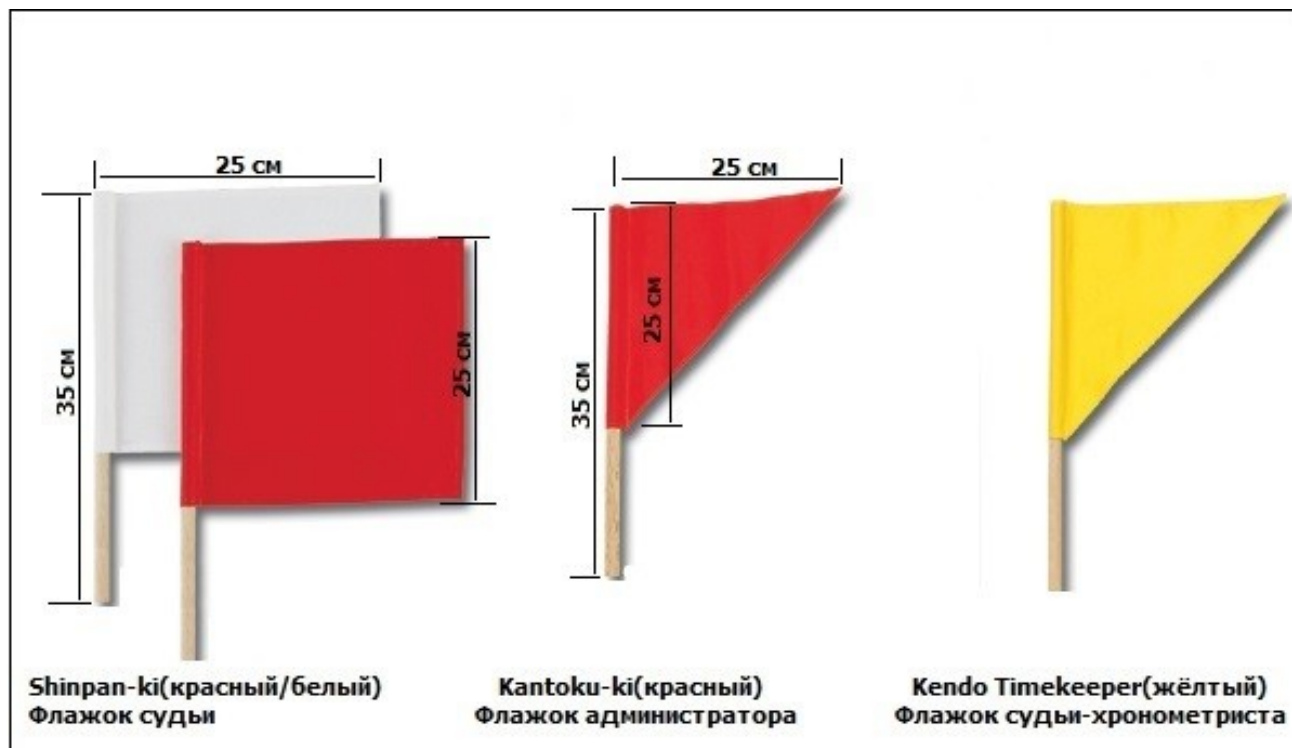 25 см
25 см
35 см
25 см
35 см
25 см
Shinpan-ki(красный/белый)
Флажок судьи
Kantoku-ki(красный)
Флажок администратора
Kendo Timekeeper(жёлтый)
Флажок судьи-хронометриста